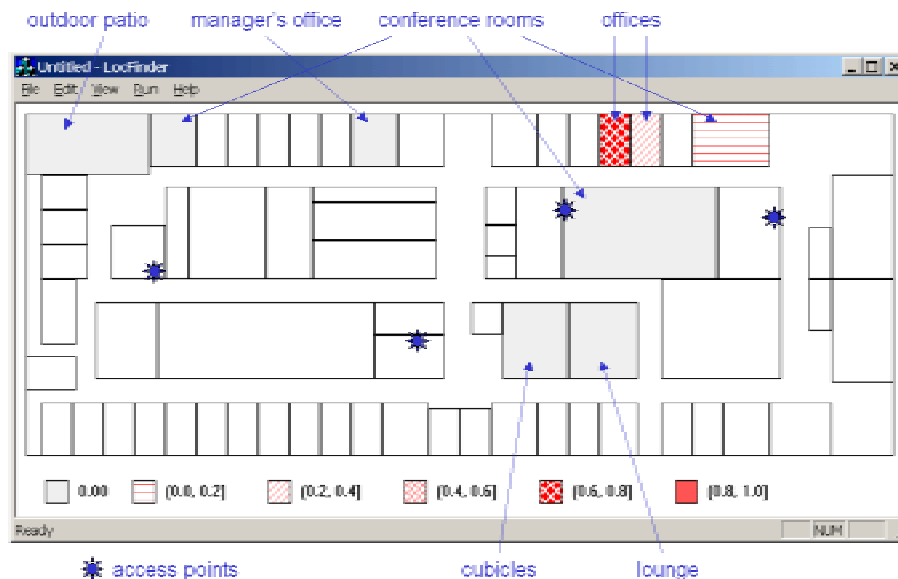 outdoor patio manager's office conference rooms offices
Untitled - LocFinder
File Edit View Run Help
0.00 (0.0, 0.2] (0.2, 0.4] (0.4, 0.6] (0.6, 0.8] (0.8, 1.0]
Ready NUM
access points cubicles lounge